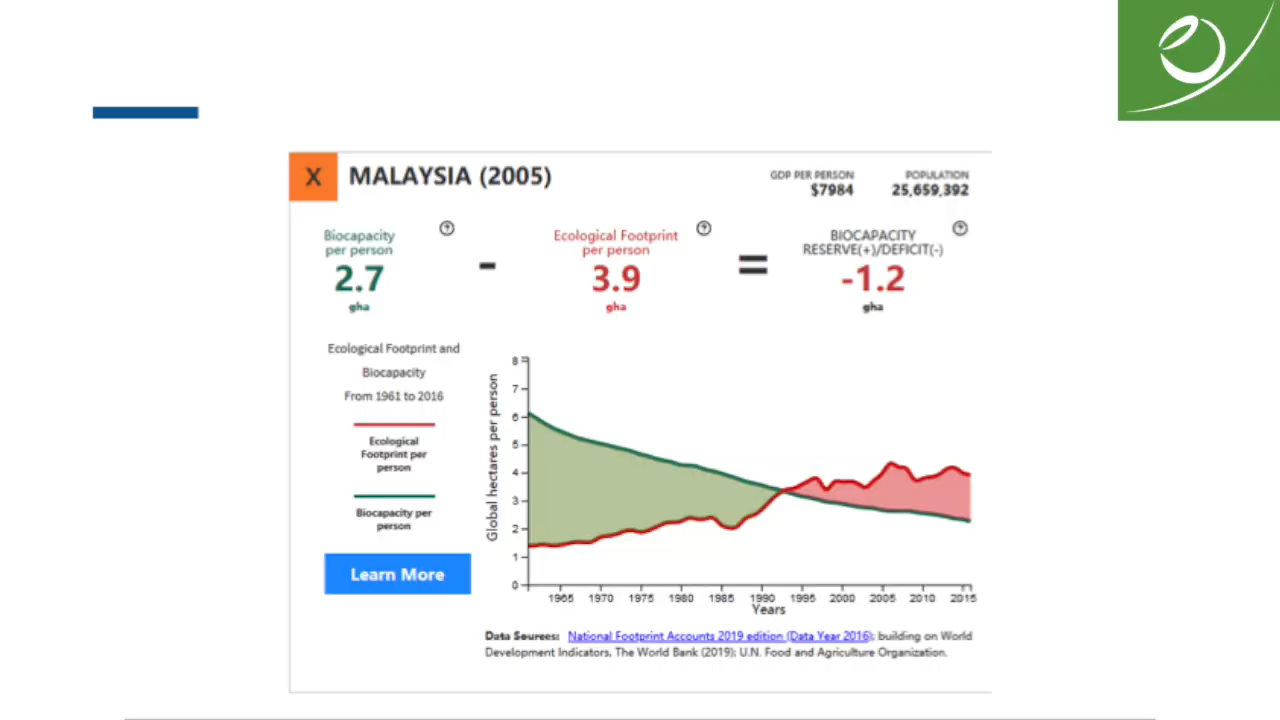 X MALAYSIA (2005)
GDP PER PERSON
$7984
POPULATION
25,659,392
Biocapacity
per person
2.7
gha
-
Ecological Footprint
per person
3.9
gha
=
BIOCAPACITY
RESERVE(+)/DEFICIT(-)
-1.2
gha
Ecological Footprint and
Biocapacity
From 1961 to 2016
Ecological
Footprint per
person
Biocapacity per
person
Learn More
Global hectares per person
8
7
6
5
4
3
2
1
0
1965 1970 1975 1980 1985 1990 1995 2000 2005 2010 2015
Years
Data Sources: National Footprint Accounts 2019 edition (Data Year 2016); building on World
Development Indicators, The World Bank (2019); U.N. Food and Agriculture Organization.